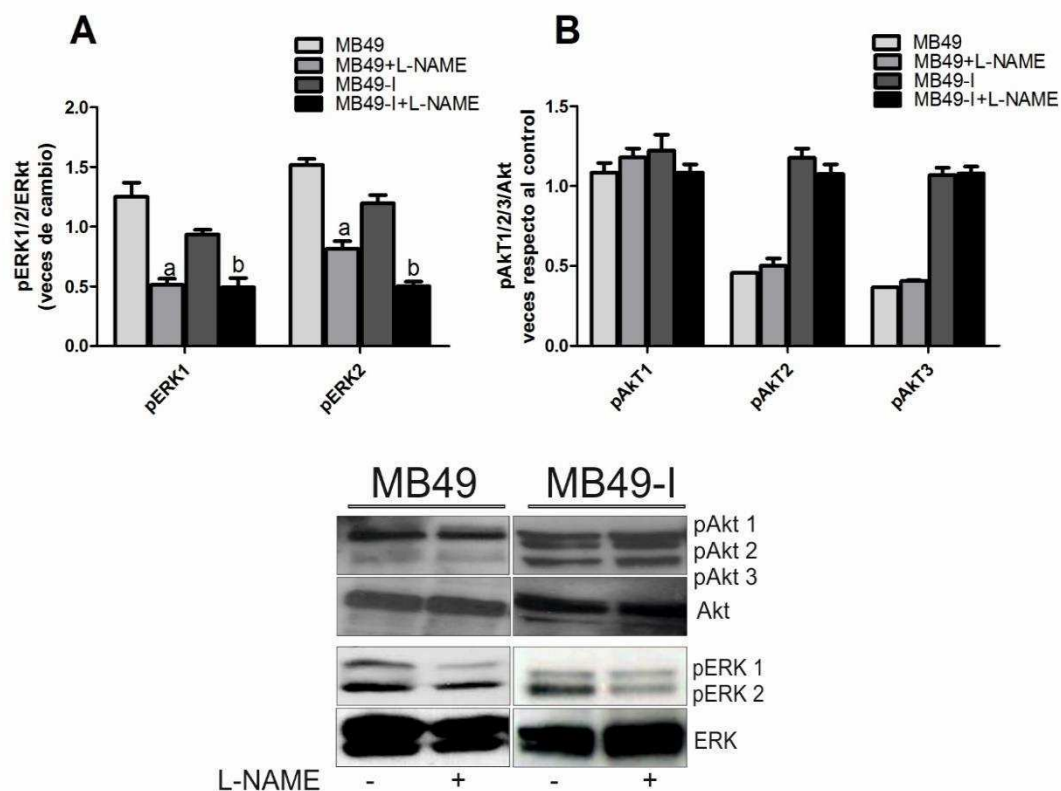 A
MB49
MB49+L-NAME
MB49-I
MB49-I+L-NAME
pERK1/2/ERkt
(veces de cambio)
2.0
1.5
1.0
0.5
0.0
a
b
a
b
pERK1
pERK2
B
MB49
MB49+L-NAME
MB49-I
MB49-I+L-NAME
pAkT1/2/3/Akt
veces respecto al control
1.5
1.0
0.5
0.0
pAkT1
pAkT2
pAkT3
MB49
MB49-I
pAkt 1
pAkt 2
pAkt 3
Akt
pERK 1
pERK 2
ERK
L-NAME - + - +